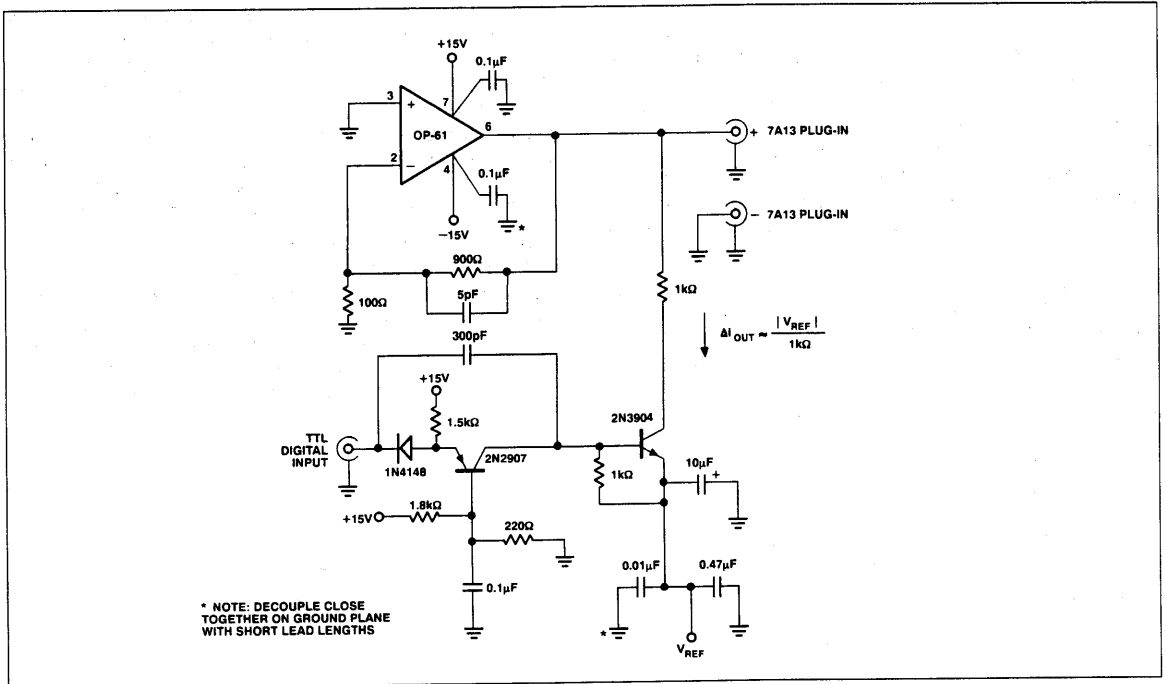 +15V
0.1μF
3
+
7
OP-61
6
2
−
4
0.1μF
*
−15V
+ 7A13 PLUG-IN
− 7A13 PLUG-IN
900Ω
100Ω
5pF
300pF
1kΩ
ΔiOUT ≈ |VREF|
1kΩ
+15V
1.5kΩ
TTL
DIGITAL
INPUT
1N4148
2N2907
2N3904
1kΩ
10μF
+
+15V
1.8kΩ
220Ω
0.1μF
0.01μF
0.47μF
*
VREF
* NOTE: DECOUPLE CLOSE
TOGETHER ON GROUND PLANE
WITH SHORT LEAD LENGTHS